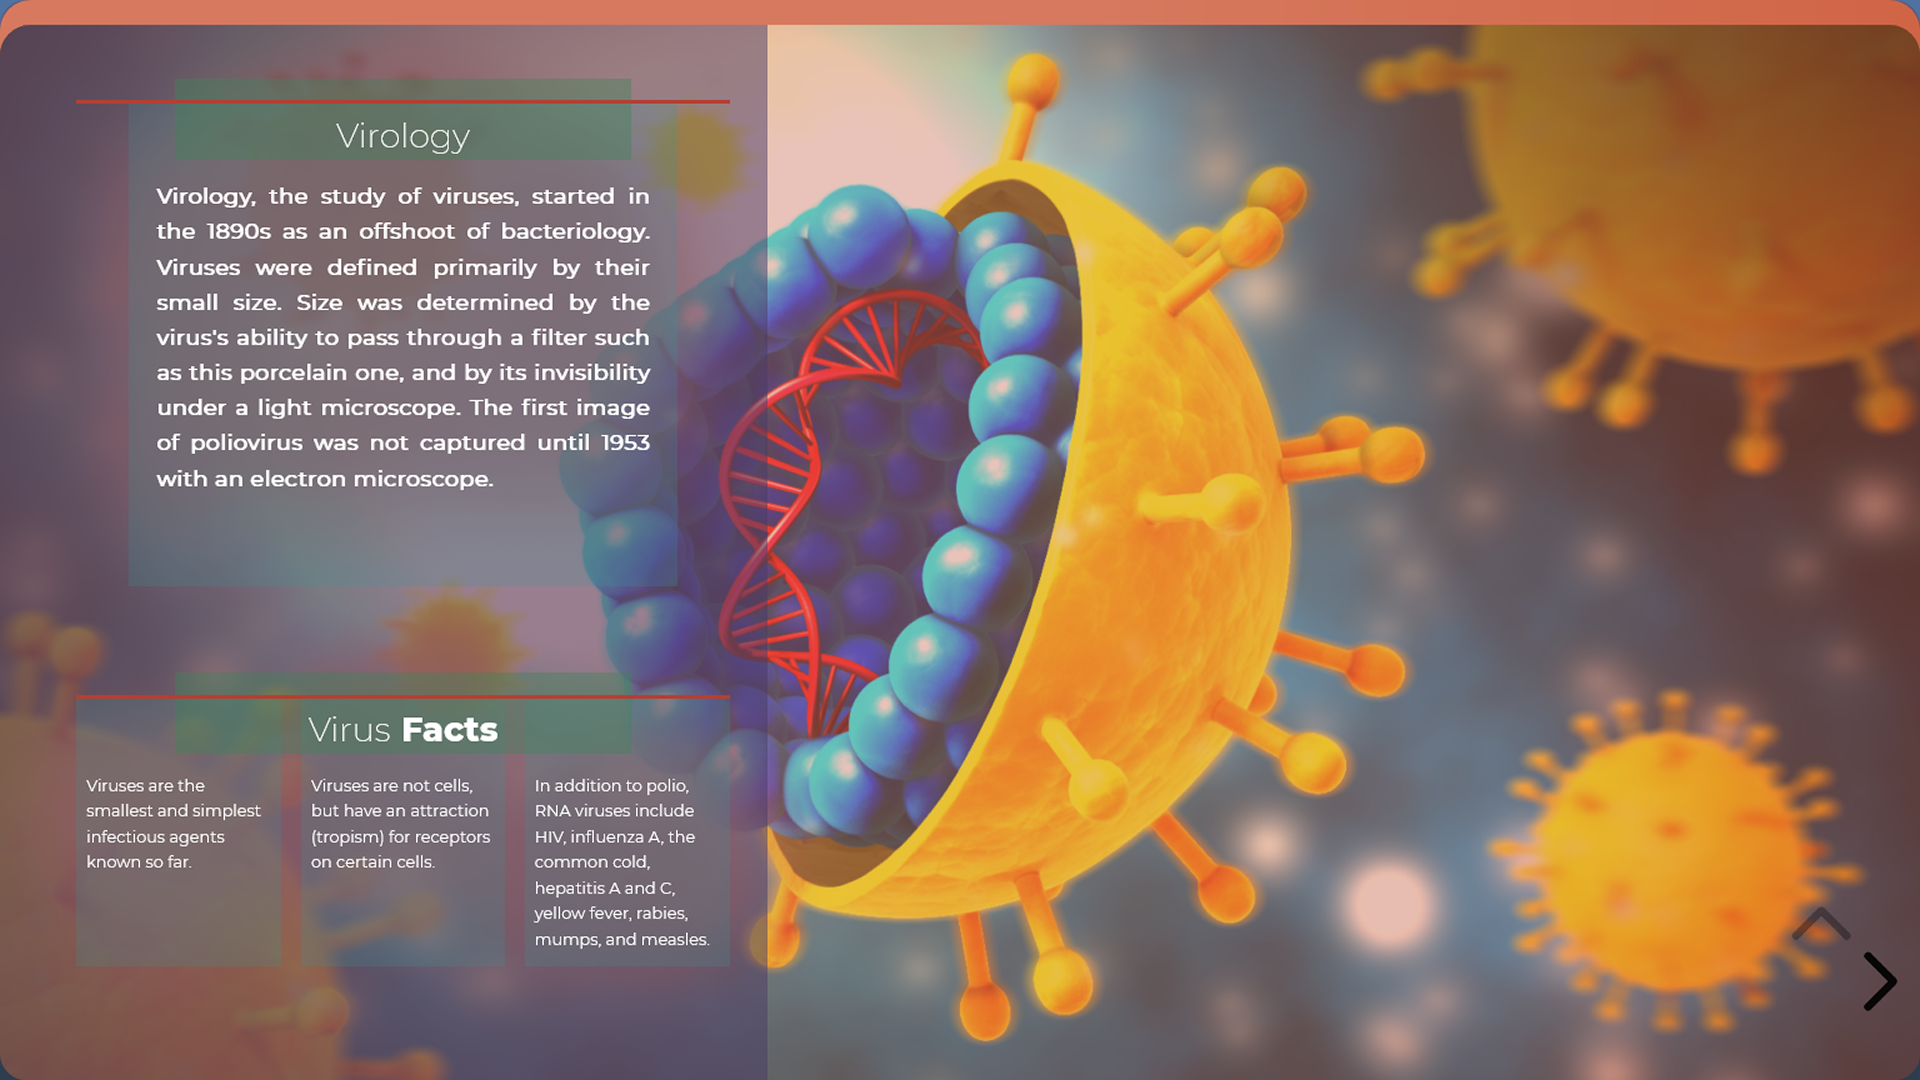 Virology
Virology, the study of viruses, started in
the 1890s as an offshoot of bacteriology.
Viruses were defined primarily by their
small size. Size was determined by the
virus's ability to pass through a filter such
as this porcelain one, and by its invisibility
under a light microscope. The first image
of poliovirus was not captured until 1953
with an electron microscope.
Virus Facts
Viruses are the
smallest and simplest
infectious agents
known so far.
Viruses are not cells,
but have an attraction
(tropism) for receptors
on certain cells.
In addition to polio,
RNA viruses include
HIV, influenza A, the
common cold,
hepatitis A and C,
yellow fever, rabies,
mumps, and measles.